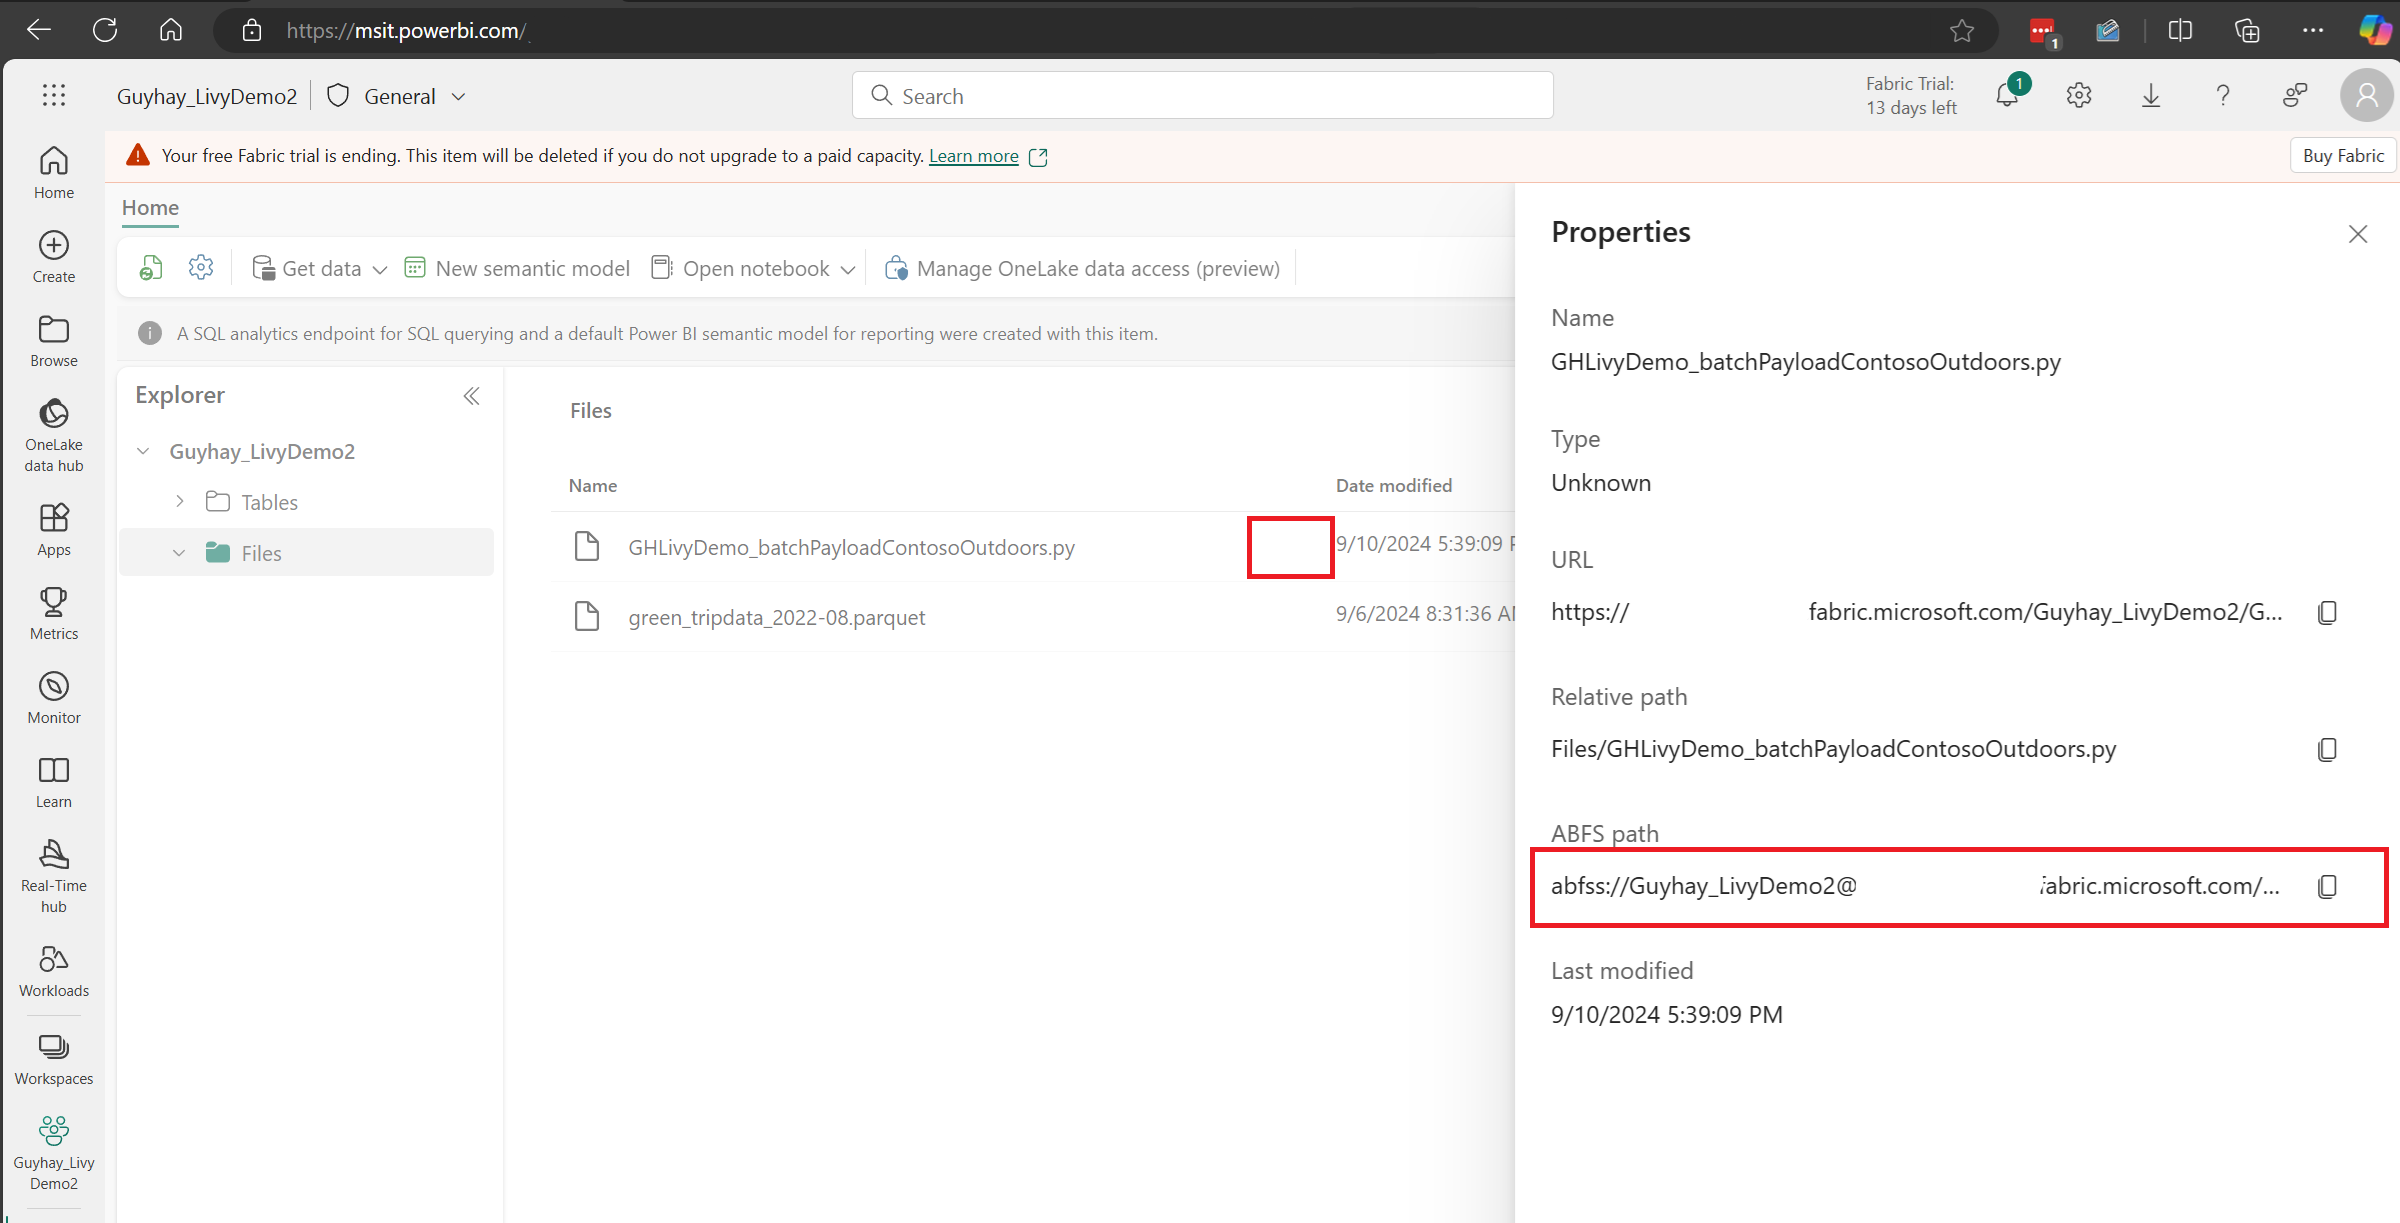 https://msit.powerbi.com/
1
Guyhay_LivyDemo2
General
Search
Fabric Trial:
13 days left
1
Your free Fabric trial is ending. This item will be deleted if you do not upgrade to a paid capacity. Learn more
Buy Fabric
Home
Create
Browse
OneLake
data hub
Apps
Metrics
Monitor
Learn
Real-Time
hub
Workloads
Workspaces
Guyhay_Livy
Demo2
Home
Get data
New semantic model
Open notebook
Manage OneLake data access (preview)
A SQL analytics endpoint for SQL querying and a default Power BI semantic model for reporting were created with this item.
Explorer
Guyhay_LivyDemo2
Tables
Files
Files
Name Date modified
GHLivyDemo_batchPayloadContosoOutdoors.py 9/10/2024 5:39:09
green_tripdata_2022-08.parquet 9/6/2024 8:31:36
Properties
Name
GHLivyDemo_batchPayloadContosoOutdoors.py
Type
Unknown
URL
https:// fabric.microsoft.com/Guyhay_LivyDemo2/G...
Relative path
Files/GHLivyDemo_batchPayloadContosoOutdoors.py
ABFS path
abfss://Guyhay_LivyDemo2@ fabric.microsoft.com/...
Last modified
9/10/2024 5:39:09 PM